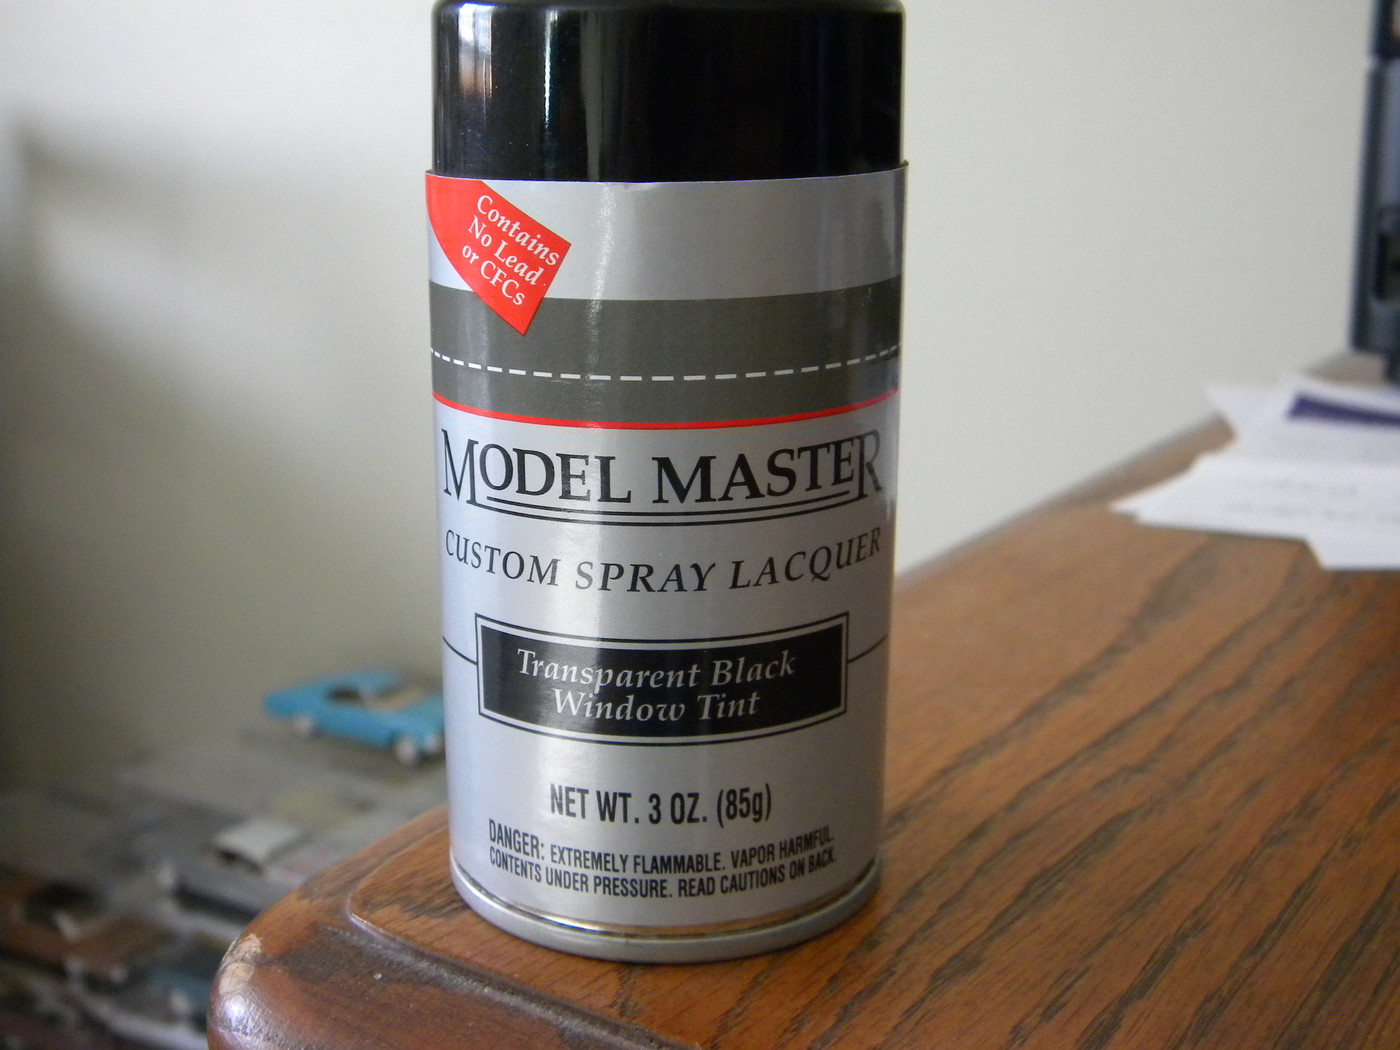 Contains
No Lead
or CFCs
MODEL MASTER
CUSTOM SPRAY LACQUER
Transparent Black
Window Tint
NET WT. 3 OZ. (85g)
DANGER: EXTREMELY FLAMMABLE. VAPOR HARMFUL.
CONTENTS UNDER PRESSURE. READ CAUTIONS ON BACK.